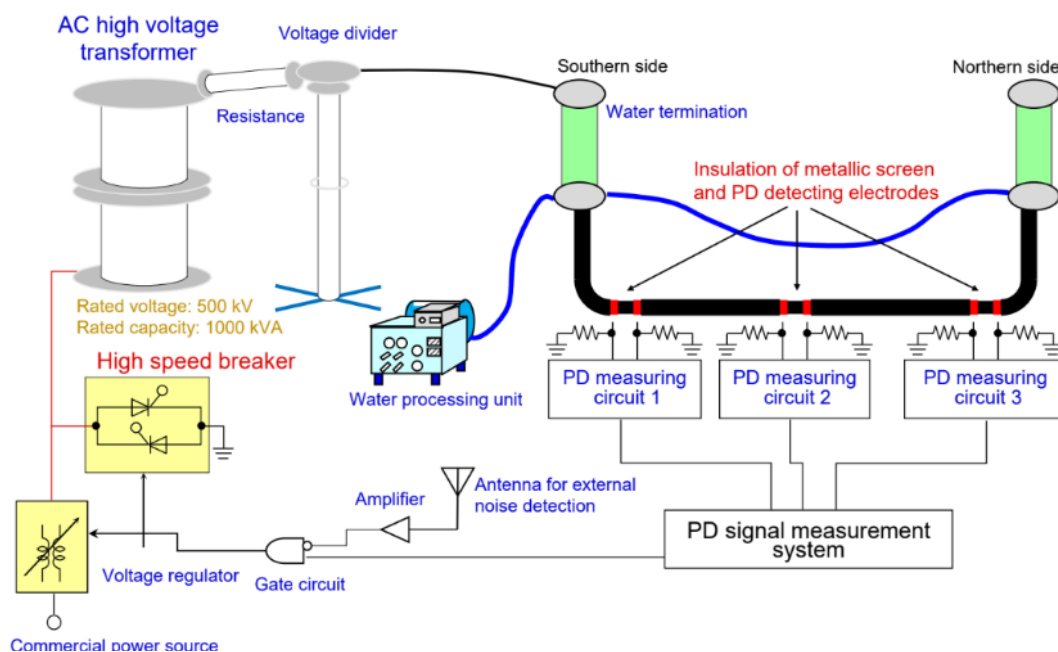 AC high voltage
transformer
Voltage divider
Resistance
Southern side
Northern side
Water termination
Insulation of metallic screen
and PD detecting electrodes
Rated voltage: 500 kV
Rated capacity: 1000 kVA
High speed breaker
Water processing unit
PD measuring
circuit 1
PD measuring
circuit 2
PD measuring
circuit 3
Amplifier
Antenna for external
noise detection
PD signal measurement
system
Voltage regulator
Gate circuit
Commercial power source